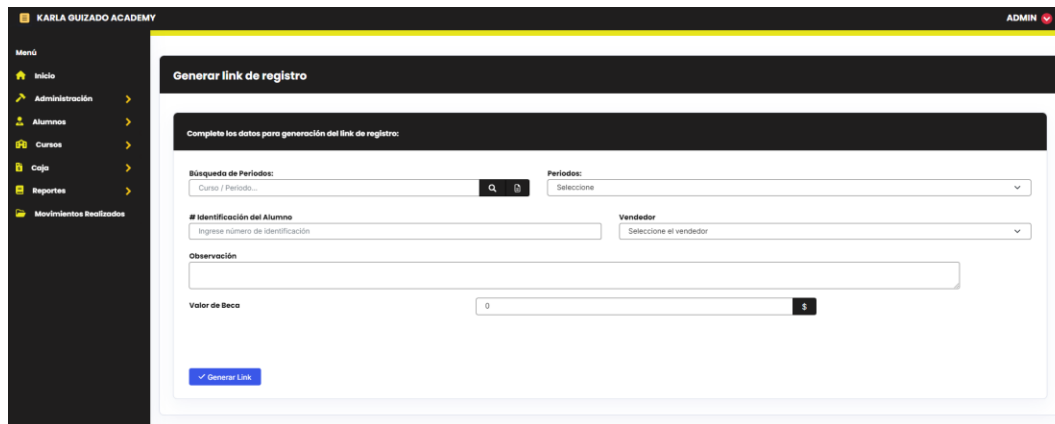 KARLA GUIZADO ACADEMY
ADMIN
Menú
Inicio
Administración
Alumnos
Cursos
Caja
Reportes
Movimientos Realizados
Generar link de registro
Complete los datos para generación del link de registro:
Búsqueda de Periodos: Periodos:
Curso / Periodo... Seleccione
# Identificación del Alumno Vendedor
Ingrese número de identificación Seleccione el vendedor
Observación
Valor de Beca 0 $
Generar Link